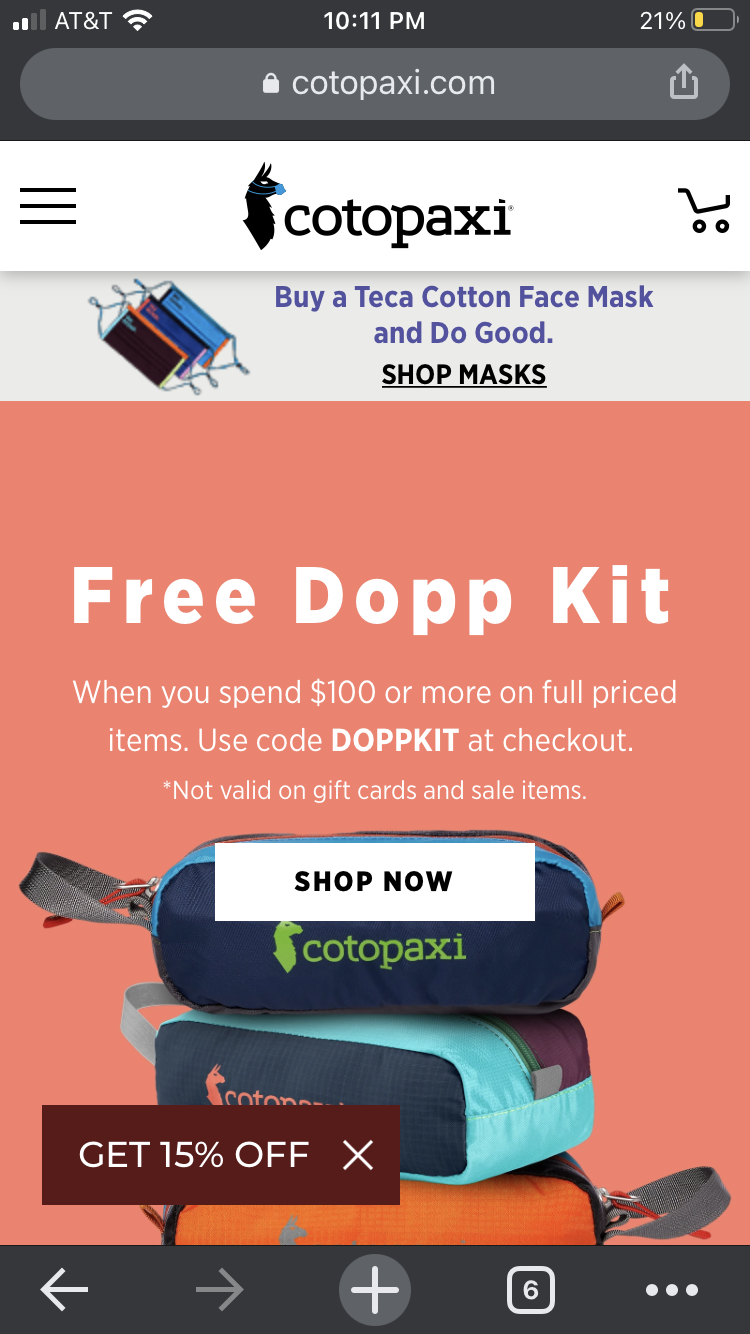 AT&T 10:11 PM 21%
cotopaxi.com
cotopaxi®
Buy a Teca Cotton Face Mask
and Do Good.
SHOP MASKS
Free Dopp Kit
When you spend $100 or more on full priced
items. Use code DOPPKIT at checkout.
*Not valid on gift cards and sale items.
SHOP NOW
cotopaxi
GET 15% OFF
6